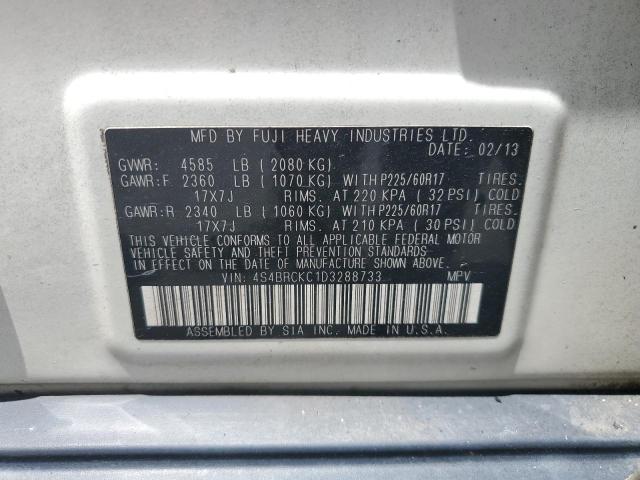 MFD BY FUJI HEAVY INDUSTRIES LTD.
DATE: 02/13
GVWR: 4585 LB (2080 KG)
GAWR:F 2360 LB (1070 KG) WITH P225/60R17 TIRES.
17X7J RIMS. AT 220 KPA (32 PSI) COLD
GAWR:R 2340 LB (1060 KG) WITH P225/60R17 TIRES.
17X7J RIMS. AT 210 KPA (30 PSI) COLD
THIS VEHICLE CONFORMS TO ALL APPLICABLE FEDERAL MOTOR
VEHICLE SAFETY AND THEFT PREVENTION STANDARDS
IN EFFECT ON THE DATE OF MANUFACTURE SHOWN ABOVE.
VIN: 4S4BRCKC1D3288733 MPV
ASSEMBLED BY SIA INC. MADE IN U.S.A.